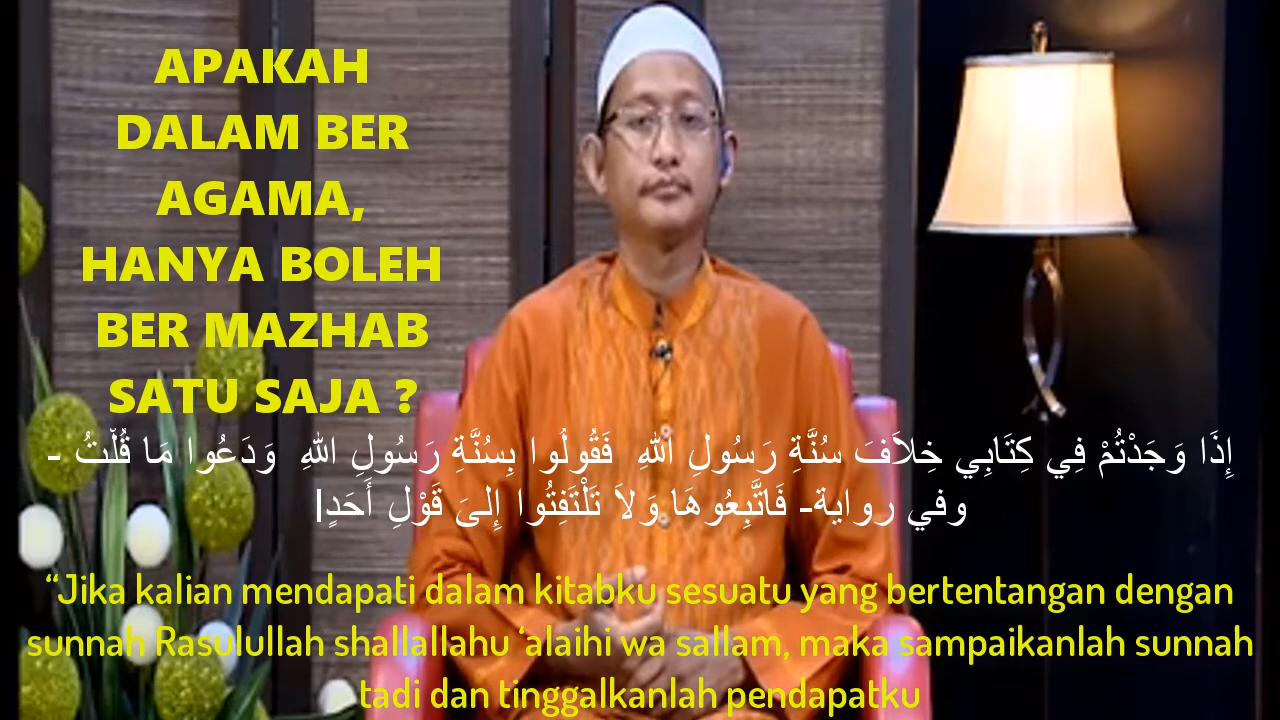 APAKAH
DALAM BER
AGAMA,
HANYA BOLEH
BER MAZHAB
SATU SAJA ?
إِذَا وَجَدْتُمْ فِي كِتَابِي خِلاَفَ سُنَّةِ رَسُولِ اللهِ فَقُولُوا بِسُنَّةِ رَسُولِ اللهِ وَدَعُوا مَا قُلْتُ -
وفي رواية- فَاتَّبِعُوهَا وَلاَ تَلْتَفِتُوا إِلىَ قَوْلِ أَحَدٍ|
“Jika kalian mendapati dalam kitabku sesuatu yang bertentangan dengan
sunnah Rasulullah shallallahu ‘alaihi wa sallam, maka sampaikanlah sunnah
tadi dan tinggalkanlah pendapatku